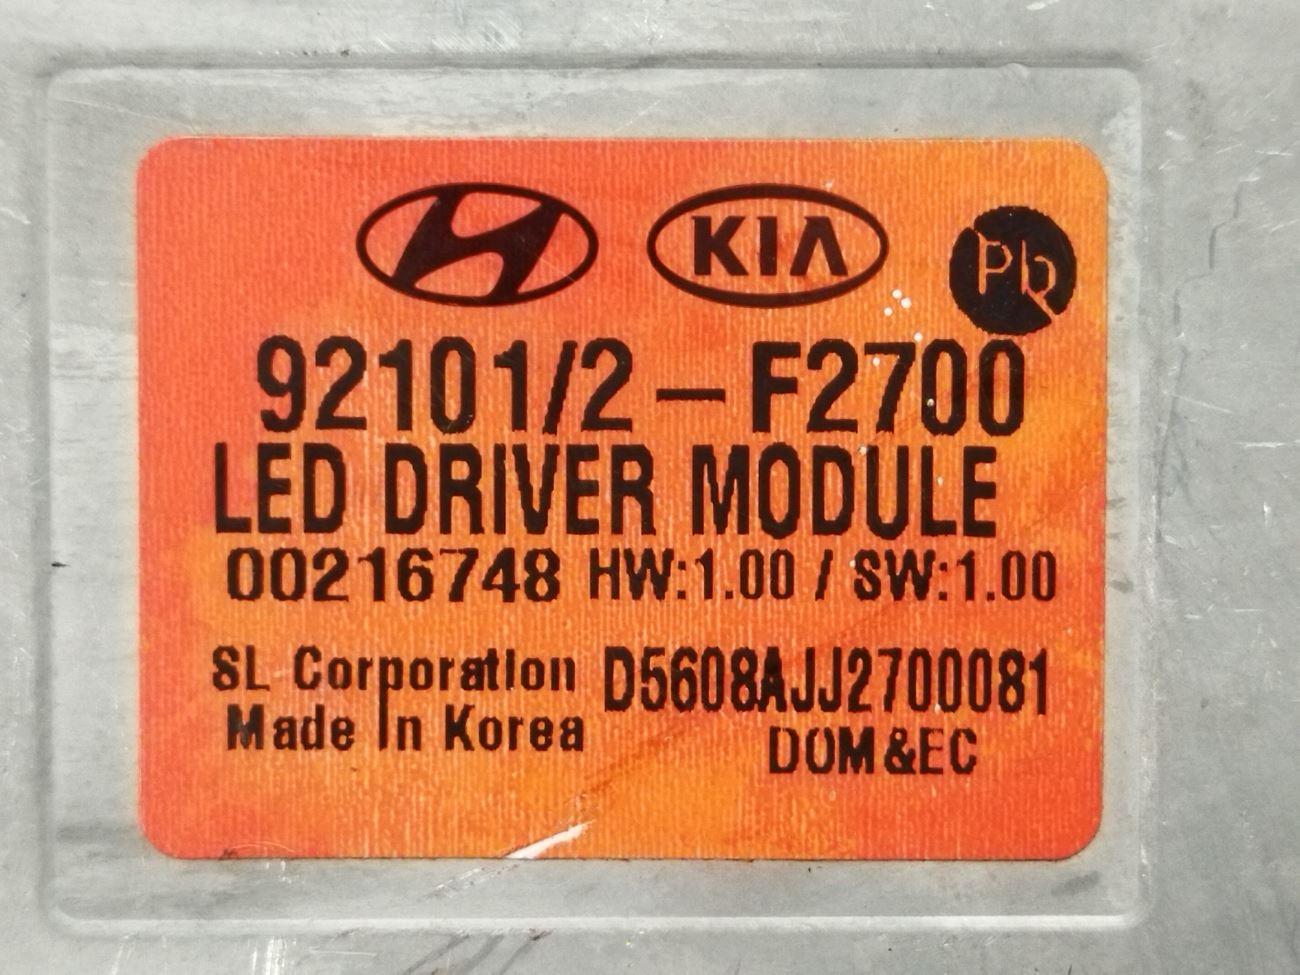 KIA Pb
92101/2-F2700
LED DRIVER MODULE
00216748 HW:1.00 / SW:1.00
SL Corporation D5608AJJ2700081
Made In Korea DOM&EC